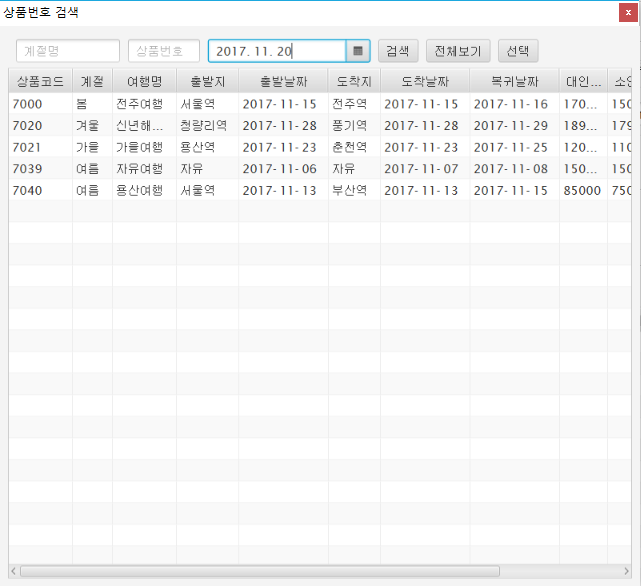 상품번호 검색
x
계절명 상품번호 2017. 11. 20 검색 전체보기 선택
상품코드 계절 여행명 출발지 출발날짜 도착지 도착날짜 복귀날짜 대인... 소인
7000 봄 전주여행 서울역 2017-11-15 전주역 2017-11-15 2017-11-16 170... 150
7020 겨울 신년해... 청량리역 2017-11-28 풍기역 2017-11-28 2017-11-29 189... 179
7021 가을 가을여행 용산역 2017-11-23 춘천역 2017-11-23 2017-11-25 120... 110
7039 여름 자유여행 자유 2017-11-06 자유 2017-11-07 2017-11-08 150... 150
7040 여름 용산여행 서울역 2017-11-13 부산역 2017-11-13 2017-11-15 85000 750